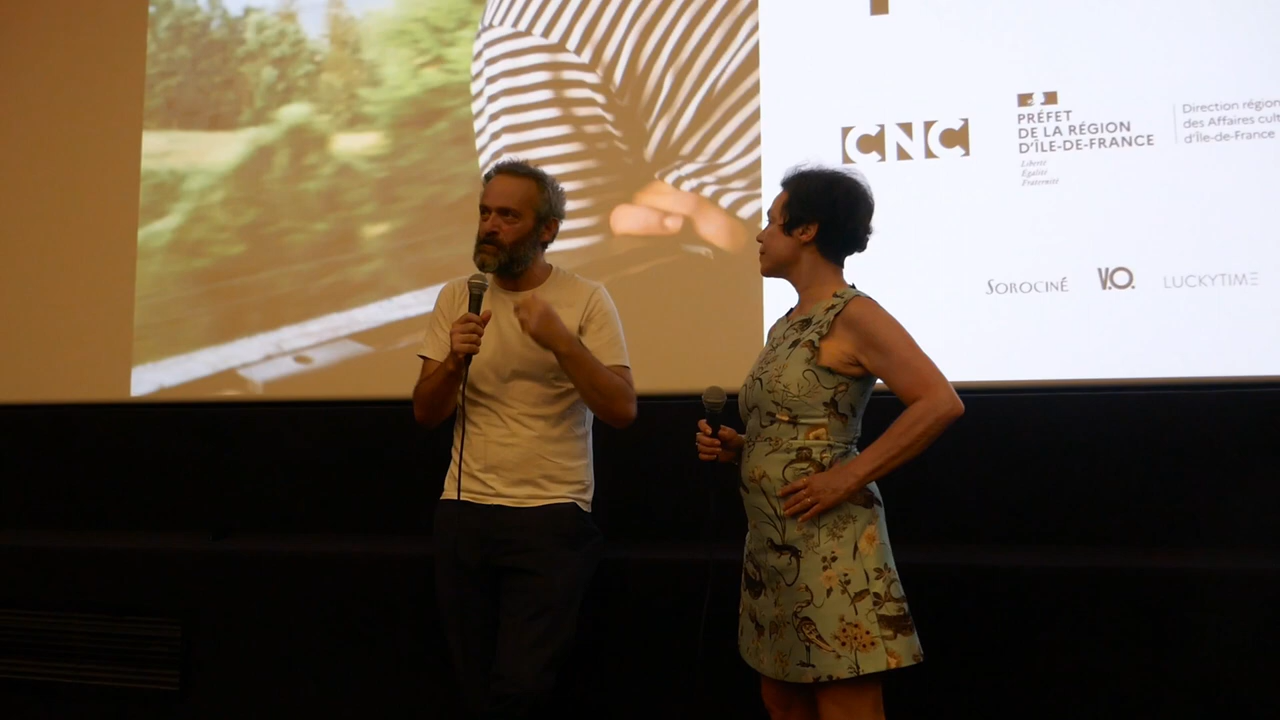 CNC
PRÉFET
DE LA RÉGION
D'ÎLE-DE-FRANCE
Liberté
Égalité
Fraternité
Direction région
des Affaires cult
d'Île-de-France
SOROCINÉ
V.O.
LUCKYTIME